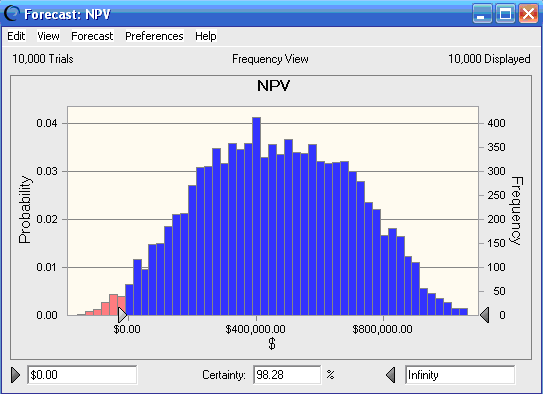 Forecast: NPV
Edit View Forecast Preferences Help
10,000 Trials Frequency View 10,000 Displayed
NPV
0.04 400
350
0.03 300
250
0.02 200
150
0.01 100
50
0.00 0
Probability
Frequency
$0.00 $400,000.00 $800,000.00
$
$0.00 Certainty: 98.28 % Infinity